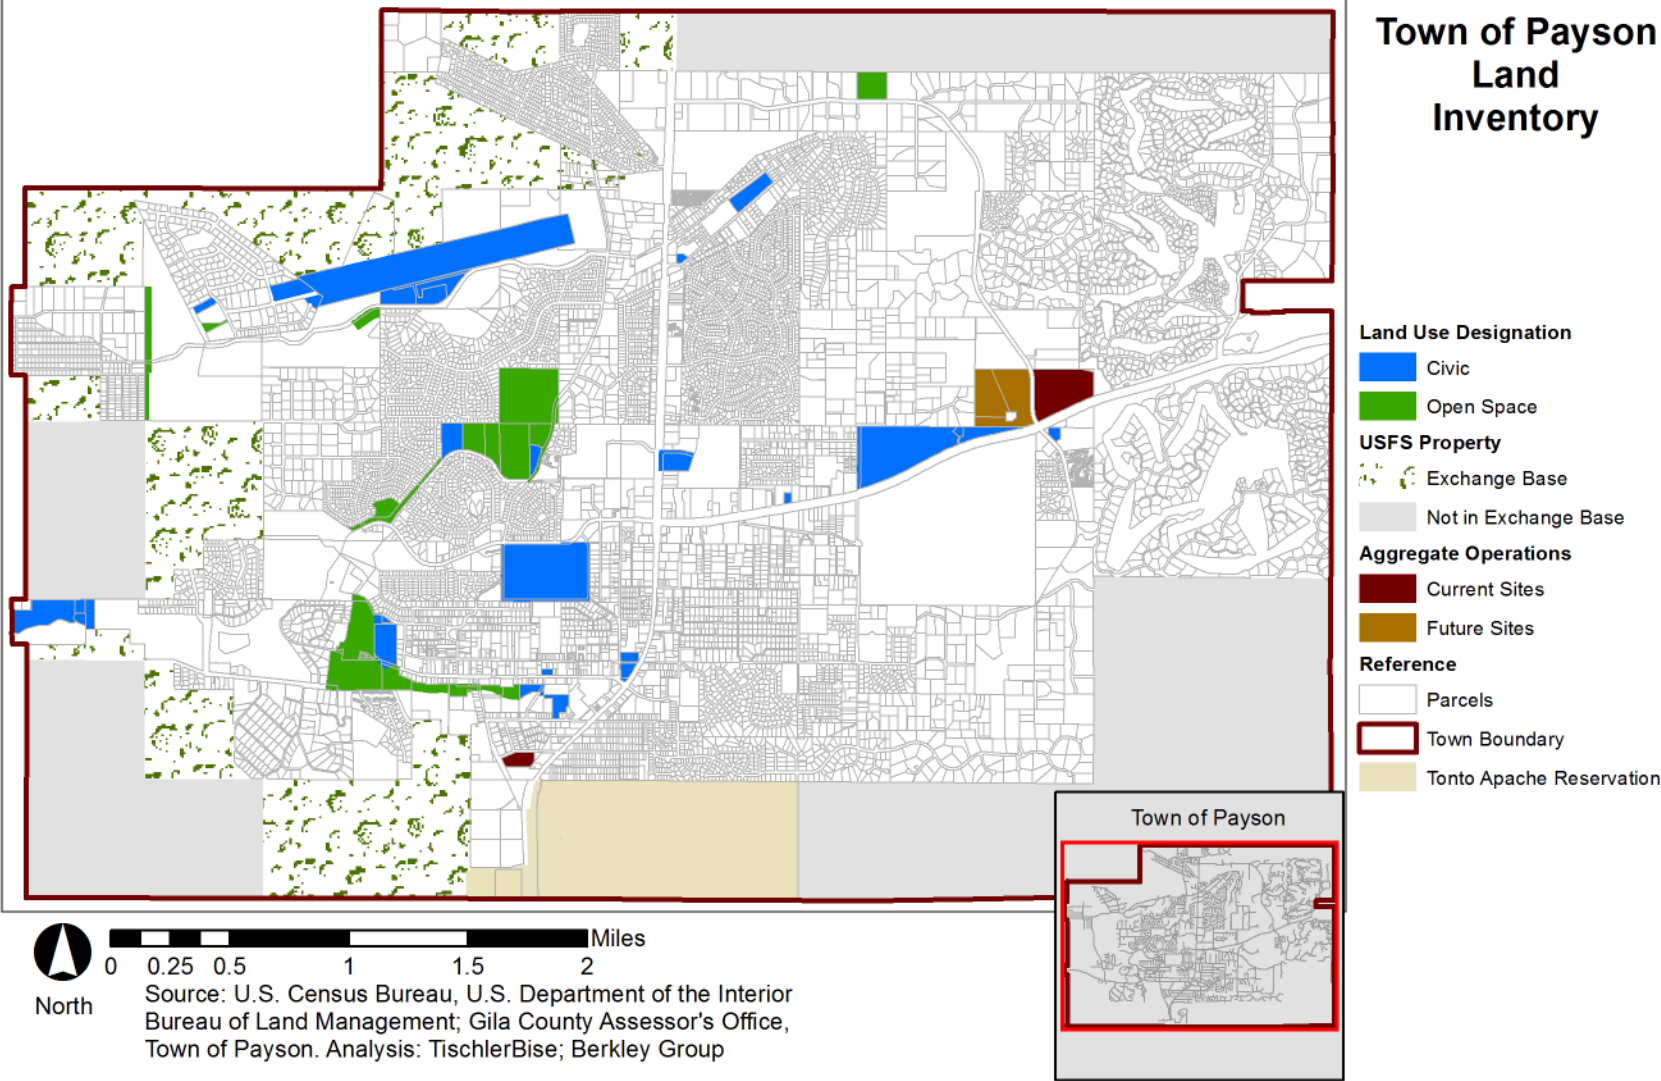 Town of Payson
Land
Inventory
Land Use Designation
Civic
Open Space
USFS Property
Exchange Base
Not in Exchange Base
Aggregate Operations
Current Sites
Future Sites
Reference
Parcels
Town Boundary
Tonto Apache Reservation
Town of Payson
Miles
0 0.25 0.5 1 1.5 2
North
Source: U.S. Census Bureau, U.S. Department of the Interior
Bureau of Land Management; Gila County Assessor's Office,
Town of Payson. Analysis: TischlerBise; Berkley Group